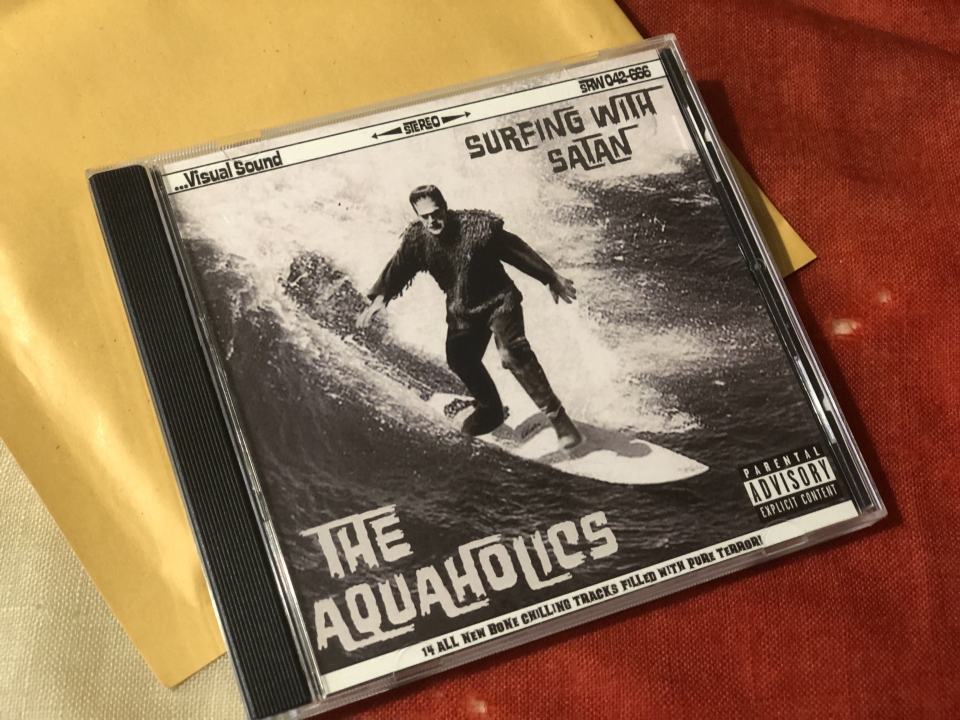 ...Visual Sound
STEREO
SRW 042-666
SURFING WITH
SATAN
THE
AQUAHOLICS
PARENTAL
ADVISORY
EXPLICIT CONTENT
14 ALL NEW BONE CHILLING TRACKS FILLED WITH PURE TERROR!